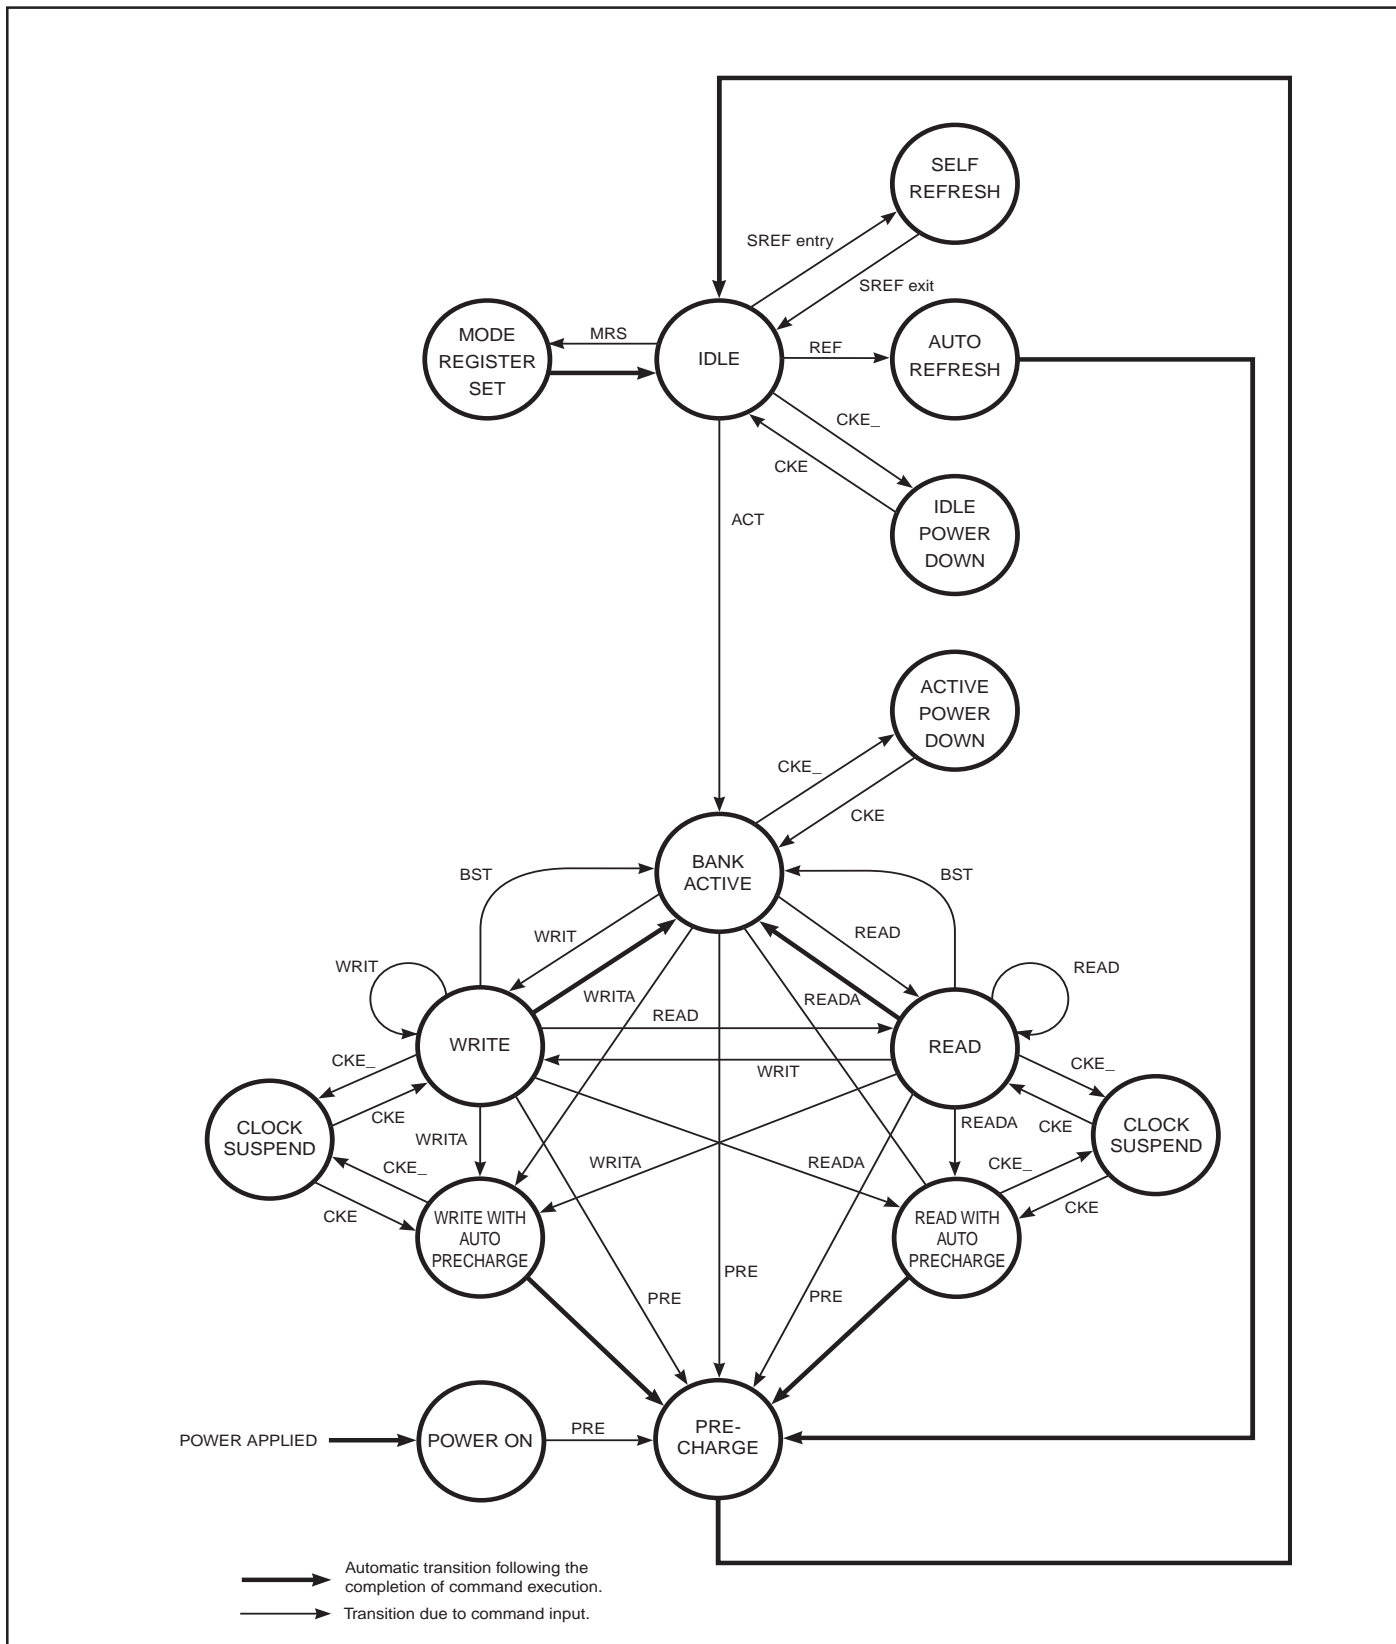 SELF
REFRESH
SREF entry
SREF exit
MODE
REGISTER
SET
MRS
IDLE
REF
AUTO
REFRESH
CKE_
CKE
IDLE
POWER
DOWN
ACT
ACTIVE
POWER
DOWN
CKE_
CKE
BANK
ACTIVE
BST
BST
WRIT
READ
WRIT
READ
WRITA
READA
READ
WRITE
READ
WRIT
CKE_
CKE_
CKE
CKE
CLOCK
SUSPEND
CLOCK
SUSPEND
WRITA
READA
CKE_
WRITA
READA
CKE_
CKE
CKE
WRITE WITH
AUTO
PRECHARGE
READ WITH
AUTO
PRECHARGE
PRE
PRE
PRE
POWER APPLIED
POWER ON
PRE
PRE-
CHARGE
Automatic transition following the
completion of command execution.
Transition due to command input.